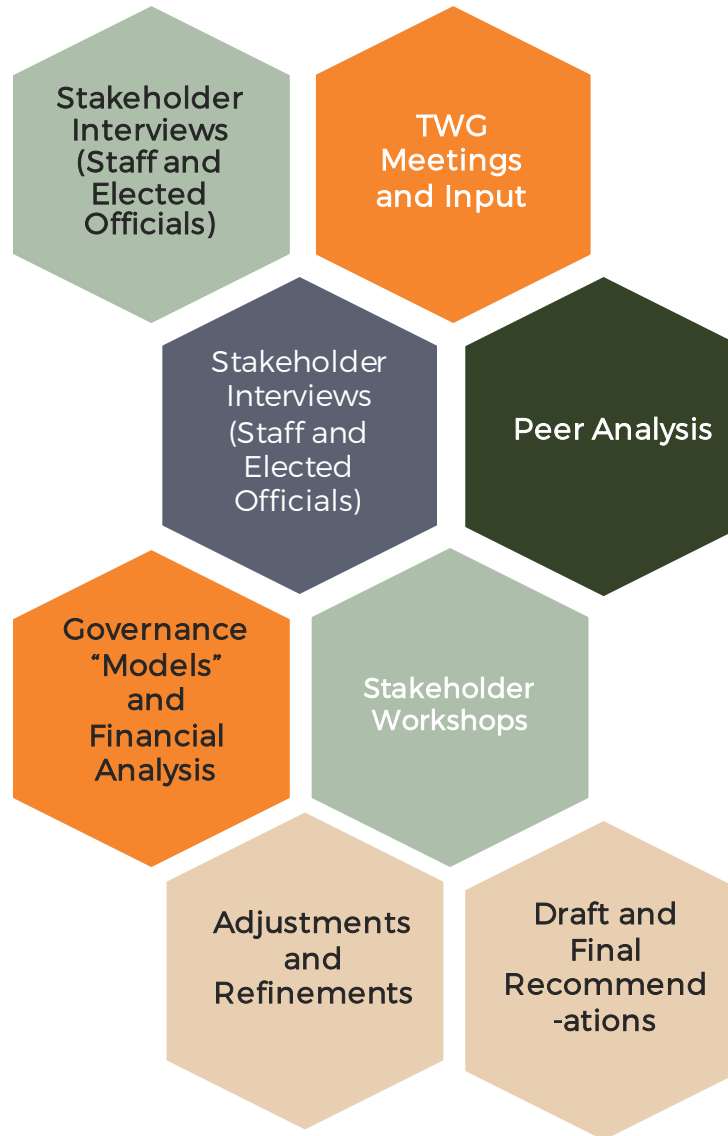 Stakeholder
Interviews
(Staff and
Elected
Officials)
TWG
Meetings
and Input
Stakeholder
Interviews
(Staff and
Elected
Officials)
Peer Analysis
Governance
“Models”
and
Financial
Analysis
Stakeholder
Workshops
Adjustments
and
Refinements
Draft and
Final
Recommend
-ations